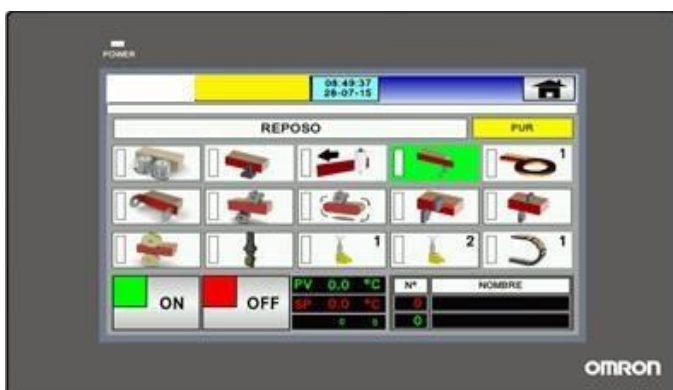 POWER
08:49:37
28-07-15
REPOSO PUR
1
1 2 1
ON OFF PV 0.0 °C Nº NOMBRE
SP 0.0 °C 0
0 s 0
OMRON